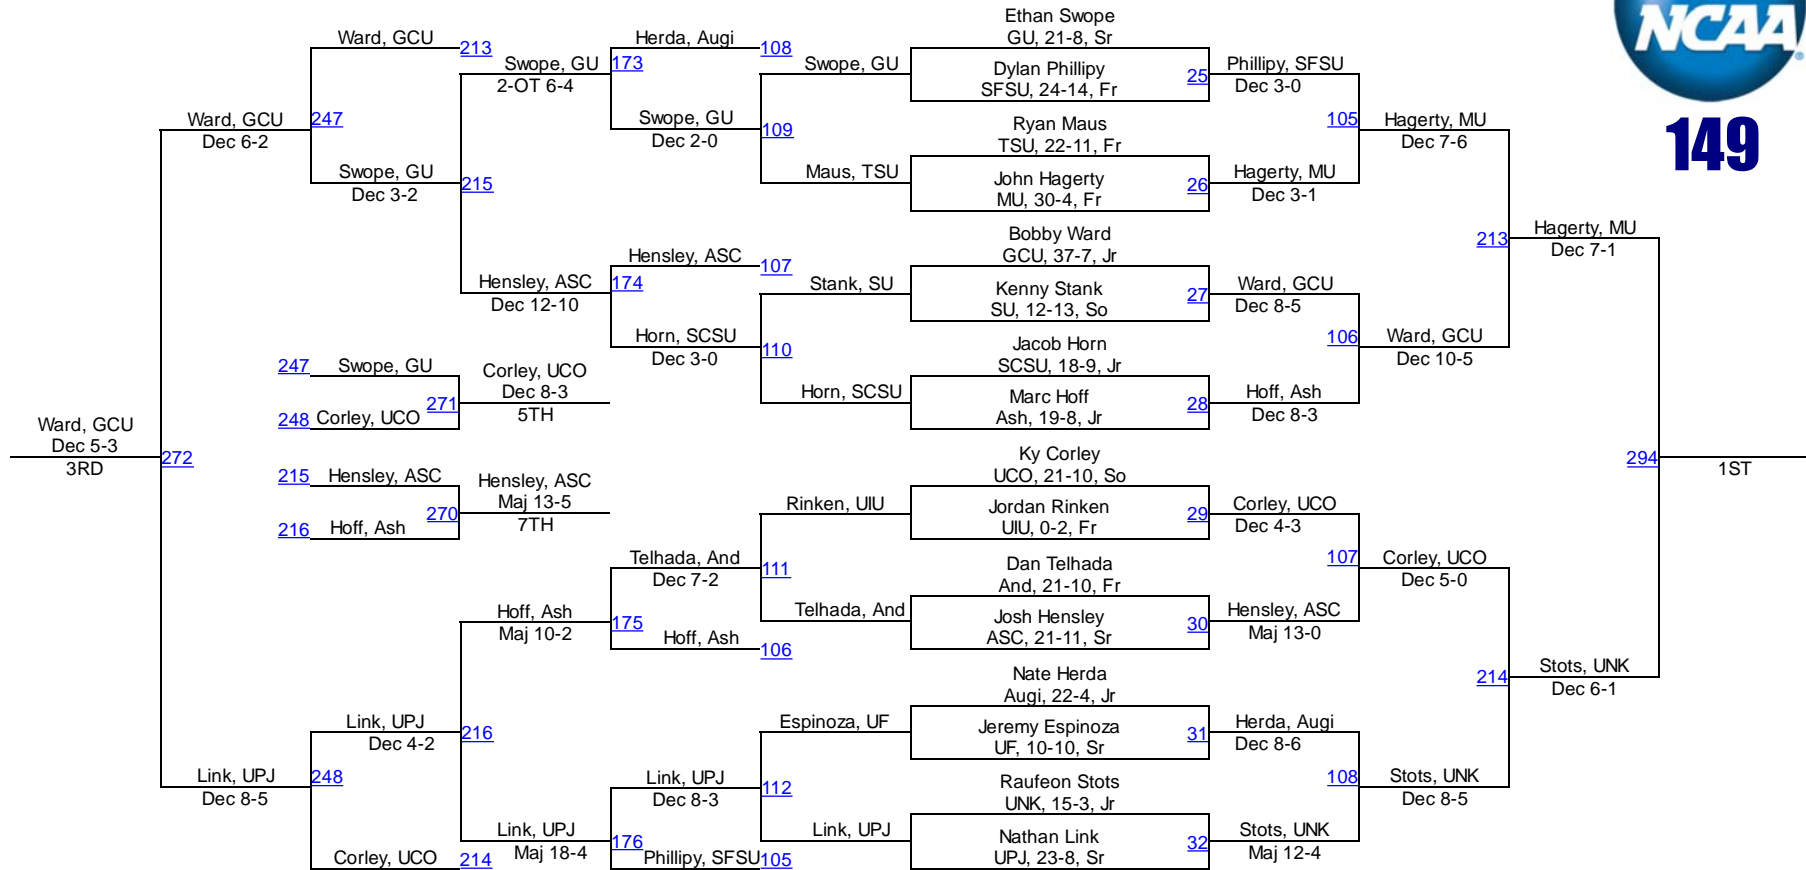 NCAA
149
Ethan Swope
GU, 21-8, Sr
Dylan Phillipy
SFSU, 24-14, Fr
Ryan Maus
TSU, 22-11, Fr
John Hagerty
MU, 30-4, Fr
Bobby Ward
GCU, 37-7, Jr
Kenny Stank
SU, 12-13, So
Jacob Horn
SCSU, 18-9, Jr
Marc Hoff
Ash, 19-8, Jr
Ky Corley
UCO, 21-10, So
Jordan Rinken
UIU, 0-2, Fr
Dan Telhada
And, 21-10, Fr
Josh Hensley
ASC, 21-11, Sr
Nate Herda
Augi, 22-4, Jr
Jeremy Espinoza
UF, 10-10, Sr
Raufeon Stots
UNK, 15-3, Jr
Nathan Link
UPJ, 23-8, Sr
25
Phillipy, SFSU
Dec 3-0
26
Hagerty, MU
Dec 3-1
27
Ward, GCU
Dec 8-5
28
Hoff, Ash
Dec 8-3
29
Corley, UCO
Dec 4-3
30
Hensley, ASC
Maj 13-0
31
Herda, Augi
Dec 8-6
32
Stots, UNK
Maj 12-4
105
Hagerty, MU
Dec 7-6
106
Ward, GCU
Dec 10-5
107
Corley, UCO
Dec 5-0
108
Stots, UNK
Dec 8-5
213
Hagerty, MU
Dec 7-1
214
Stots, UNK
Dec 6-1
294
1ST
Swope, GU
Maus, TSU
Stank, SU
Horn, SCSU
Rinken, UIU
Telhada, And
Espinoza, UF
Link, UPJ
Herda, Augi
108
Swope, GU
Dec 2-0
109
Hensley, ASC
107
Horn, SCSU
Dec 3-0
110
Telhada, And
Dec 7-2
111
Hoff, Ash
106
Link, UPJ
Dec 8-3
112
Phillipy, SFSU
105
Swope, GU
2-OT 6-4
173
Hensley, ASC
Dec 12-10
174
Hoff, Ash
Maj 10-2
175
Link, UPJ
Maj 18-4
176
Ward, GCU
213
Swope, GU
Dec 3-2
215
Link, UPJ
Dec 4-2
216
Corley, UCO
214
Ward, GCU
Dec 6-2
247
Link, UPJ
Dec 8-5
248
247
Swope, GU
248
Corley, UCO
271
Corley, UCO
Dec 8-3
5TH
215
Hensley, ASC
216
Hoff, Ash
270
Hensley, ASC
Maj 13-5
7TH
Ward, GCU
Dec 5-3
3RD
272